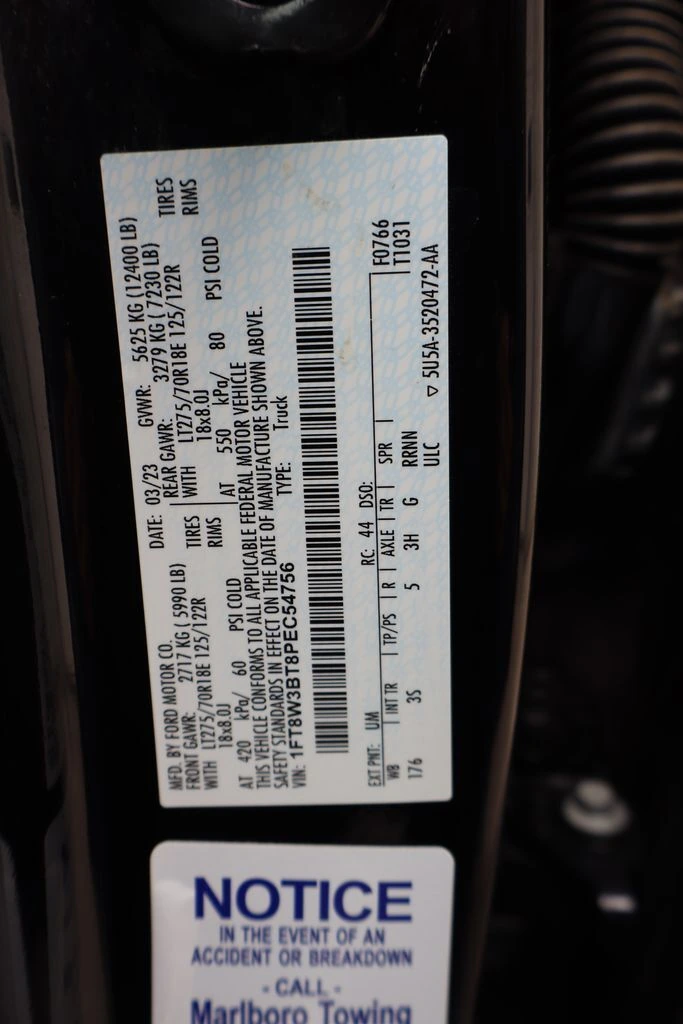 MFD. BY FORD MOTOR CO.
DATE: 03/23
GVWR: 5625 KG (12400 LB)
FRONT GAWR: 2717 KG ( 5990 LB)
REAR GAWR: 3279 KG ( 7230 LB)
WITH LT275/70R18E 125/122R TIRES
WITH LT275/70R18E 125/122R TIRES
18x8.0J RIMS
18x8.0J RIMS
AT 420 kPa/ 60 PSI COLD
AT 550 kPa/ 80 PSI COLD
THIS VEHICLE CONFORMS TO ALL APPLICABLE FEDERAL MOTOR VEHICLE
SAFETY STANDARDS IN EFFECT ON THE DATE OF MANUFACTURE SHOWN ABOVE.
VIN: 1FT8W3BT8PEC54756
TYPE: Truck
F0766
T1031
EXT PNT: UM RC: 44 DSO:
WB | INT TR | TP/PS | R | AXLE | TR | SPR |
176 3S 5 3H G RRNN
ULC
▽ 5U5A-3520472-AA
NOTICE
IN THE EVENT OF AN
ACCIDENT OR BREAKDOWN
- CALL -
Marlboro Towing